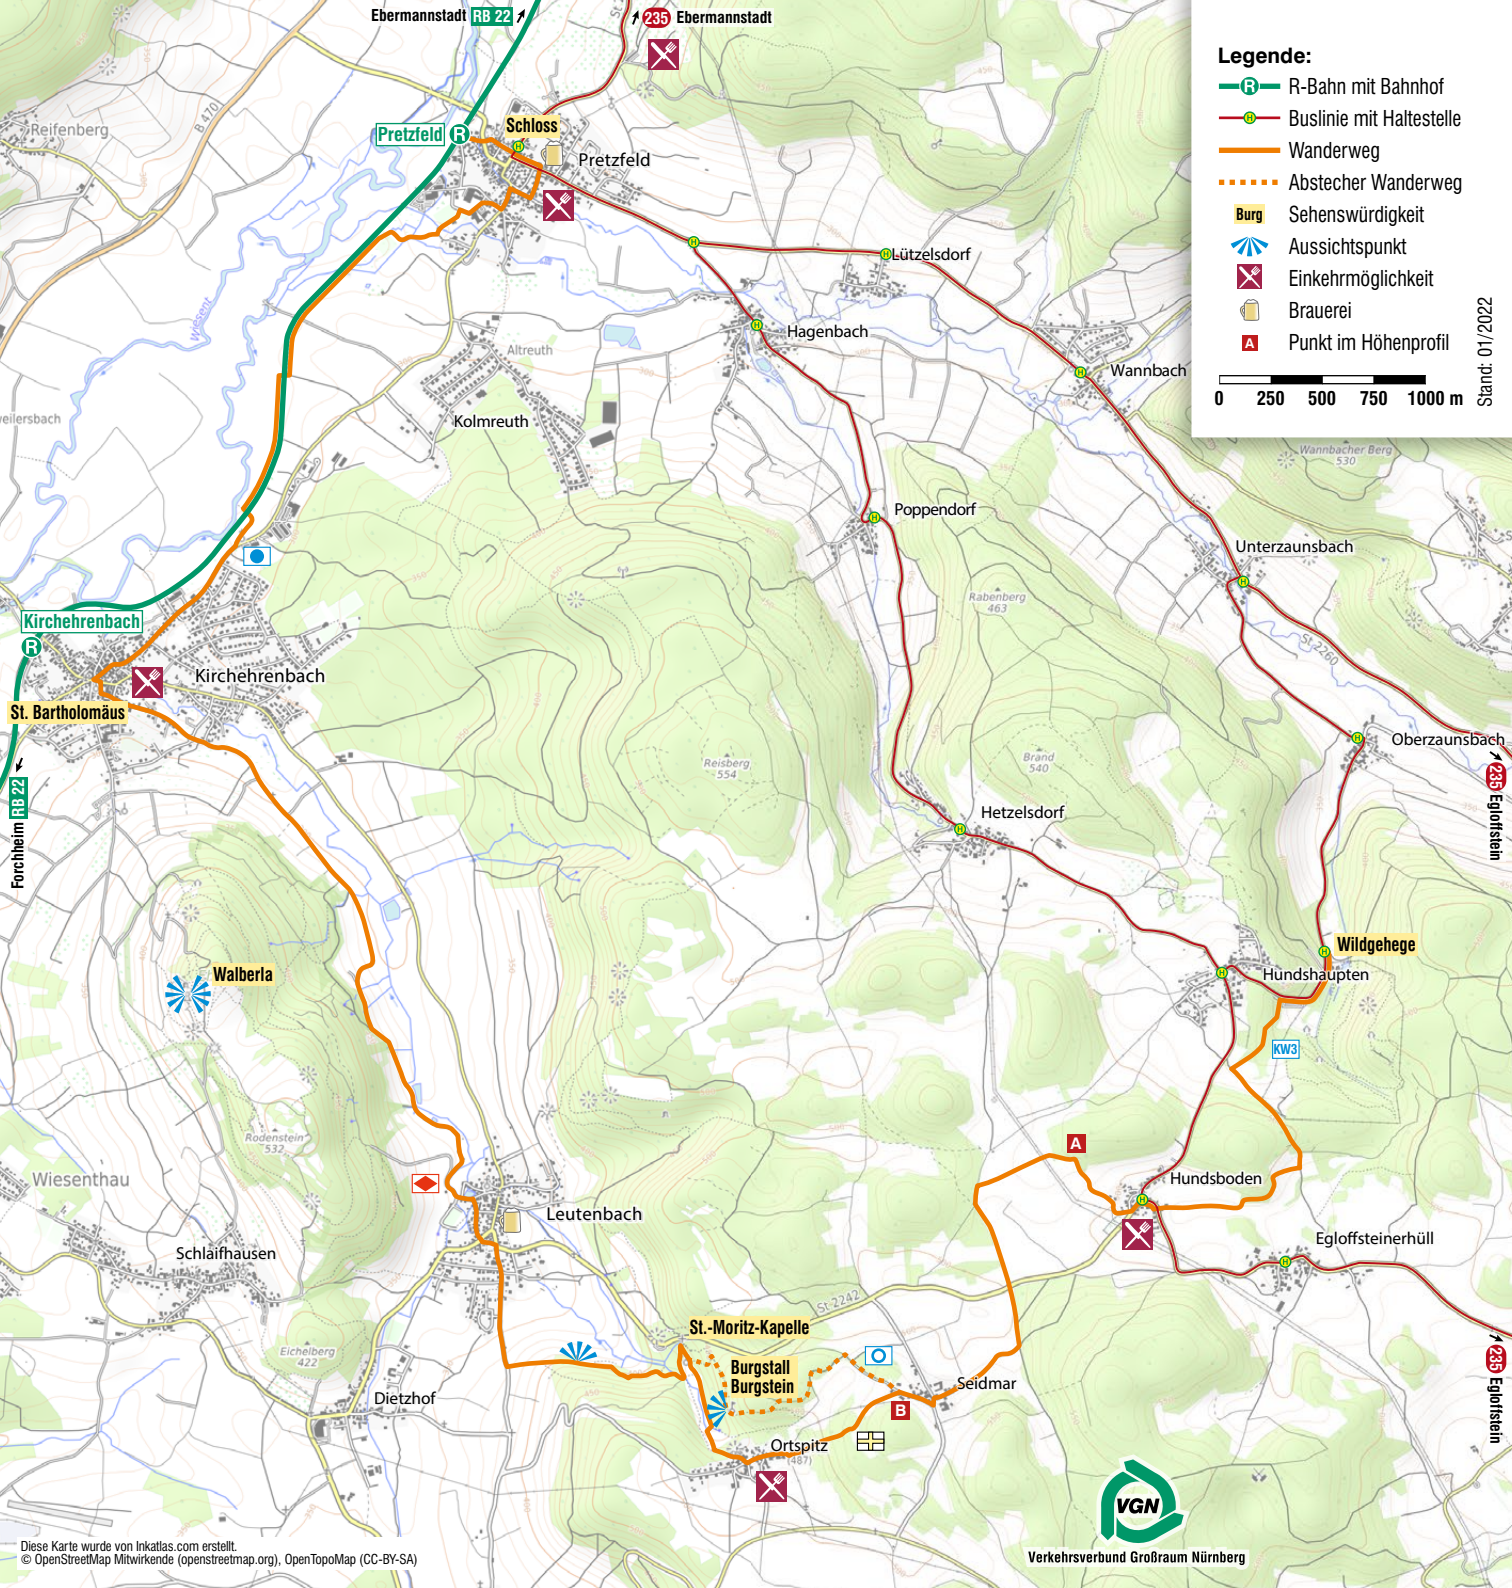 Ebermannstadt RB 22
235 Ebermannstadt
Legende:
R R-Bahn mit Bahnhof
H Buslinie mit Haltestelle
Wanderweg
Abstecher Wanderweg
Burg Sehenswürdigkeit
Aussichtspunkt
Einkehrmöglichkeit
Brauerei
A Punkt im Höhenprofil
0 250 500 750 1000 m
Stand: 01/2022
B 470
Reifenberg
Pretzfeld R
Schloss
H
Pretzfeld
Wiesent
H
H Lützelsdorf
H
Hagenbach
Altreuth
H
Wannbach
Kolmreuth
weilersbach
Wannbacher Berg
530
H
Poppendorf
Unterzaunsbach
H
Rabenberg
463
St 2260
Kirchehrenbach
R
Kirchehrenbach
St. Bartholomäus
H
Oberzaunsbach
235 Egloffstein
Reisberg
554
Brand
540
Forchheim RB 22
Hetzelsdorf
H
H
Wildgehege
H
Hundshaupten
Walberla
KW3
Rodenstein
532
A
Wiesenthau
Hundsboden
H
Leutenbach
Schlaifhausen
Egloffsteinerhüll
H
St 2242
St.-Moritz-Kapelle
Eichelberg
422
Burgstall
Burgstein
235 Egloffstein
Seidmar
Dietzhof
B
Ortspitz
(487)
VGN
Verkehrsverbund Großraum Nürnberg
Diese Karte wurde von Inkatlas.com erstellt.
© OpenStreetMap Mitwirkende (openstreetmap.org), OpenTopoMap (CC-BY-SA)